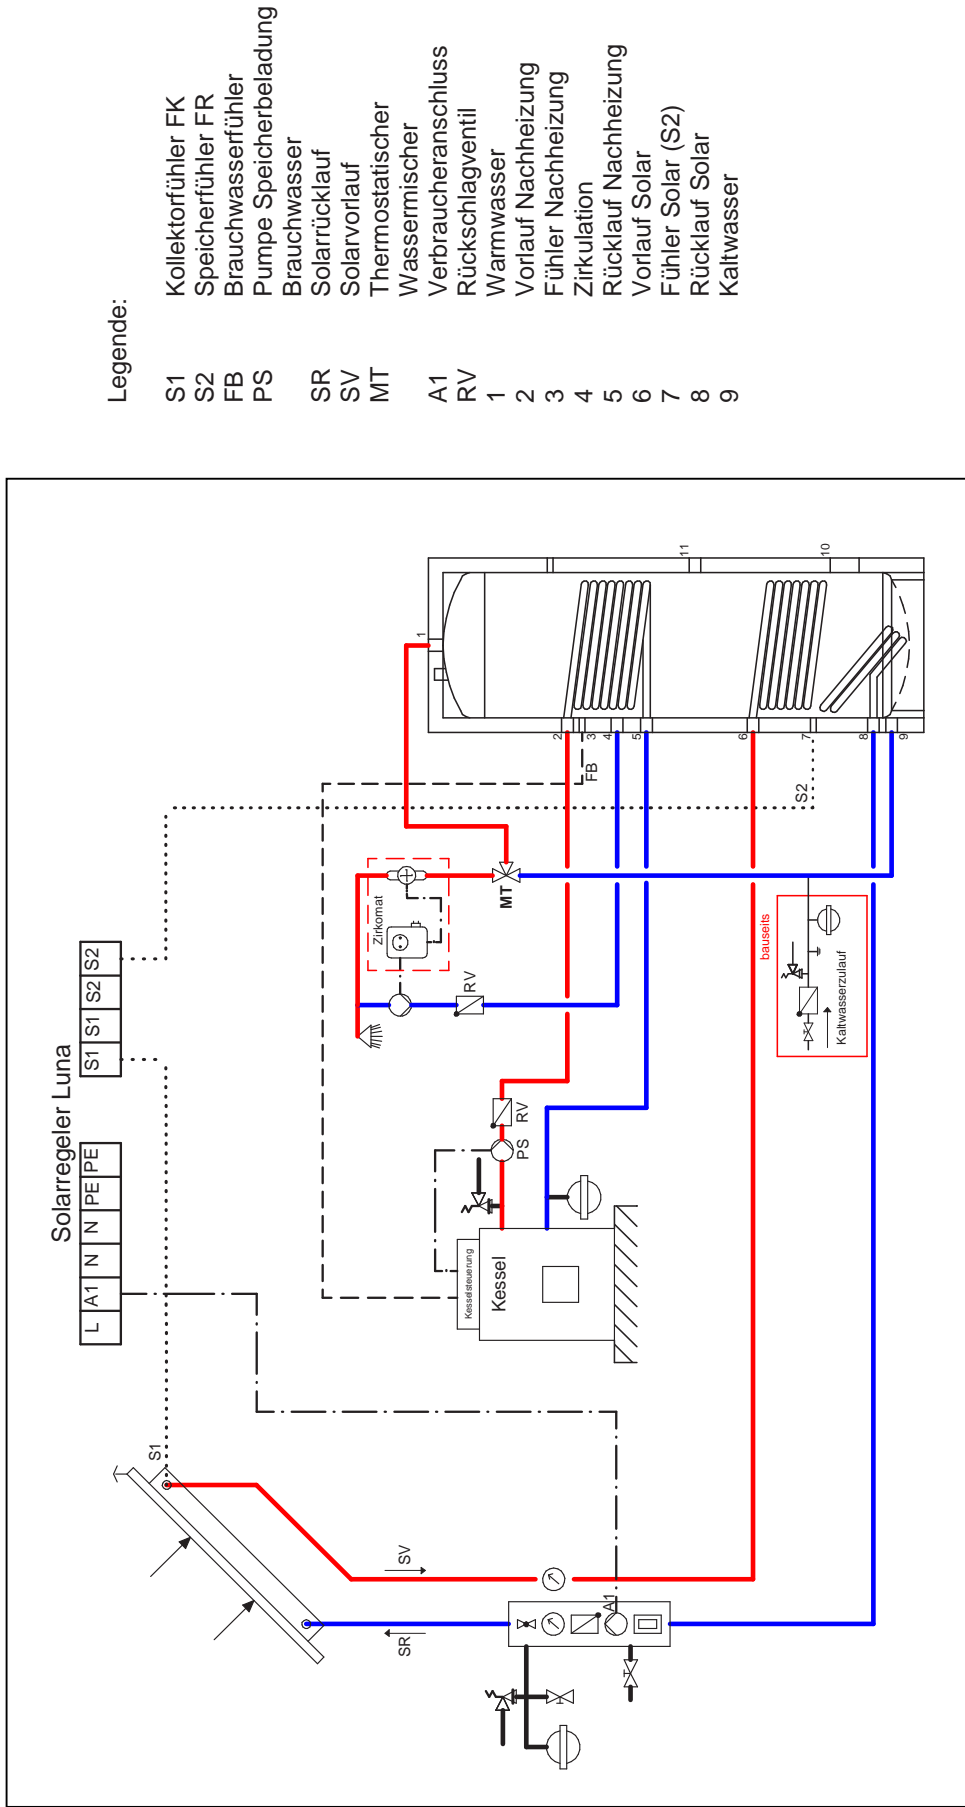 Legende:
S1 Kollektorfühler FK
S2 Speicherfühler FR
FB Brauchwasserfühler
PS Pumpe Speicherbeladung
Brauchwasser
SR Solarrücklauf
SV Solarvorlauf
MT Thermostatischer
Wassermischer
A1 Verbraucheranschluss
RV Rückschlagventil
1 Warmwasser
2 Vorlauf Nachheizung
3 Fühler Nachheizung
4 Zirkulation
5 Rücklauf Nachheizung
6 Vorlauf Solar
7 Fühler Solar (S2)
8 Rücklauf Solar
9 Kaltwasser
Solarregeler Luna
L A1 N N PE PE
S1 S1 S2 S2
S1
SV
SR
A1
Kesselsteuerung
Kessel
PS
RV
Zirkomat
RV
MT
FB
S2
bauseits
Kaltwasserzulauf
1
2
3
4
5
6
7
8
9
10
11